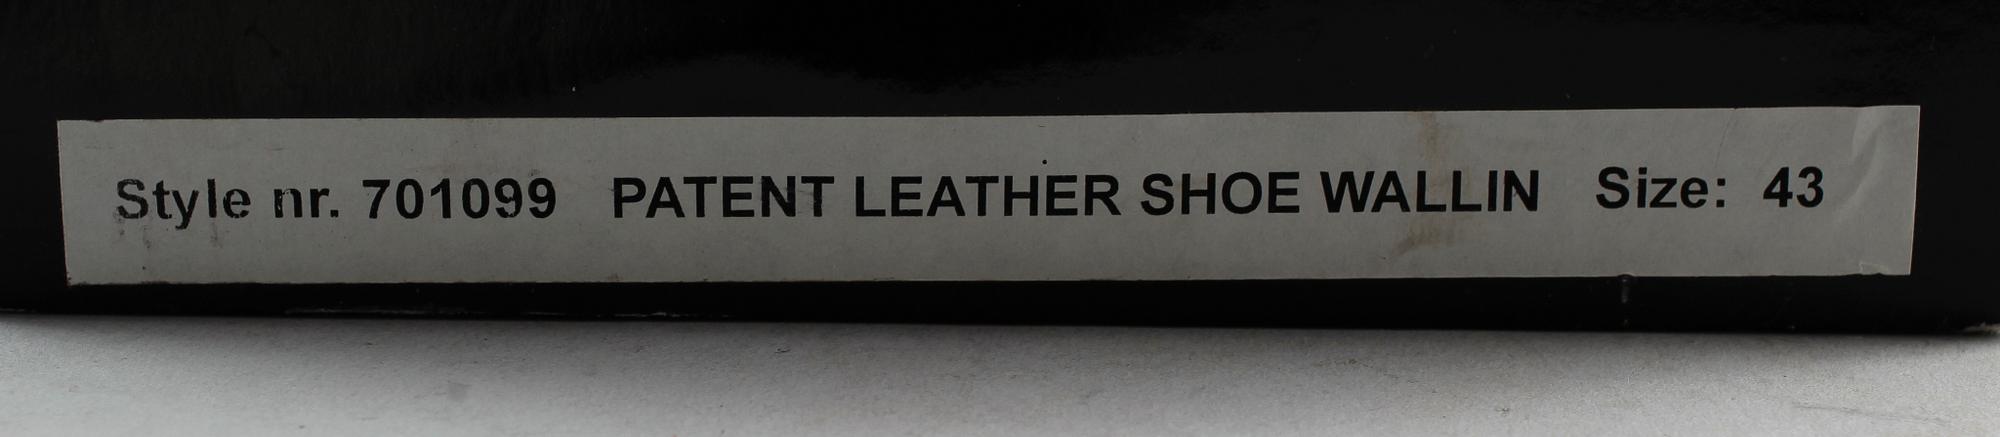 Style nr. 701099 PATENT LEATHER SHOE WALLIN Size: 43